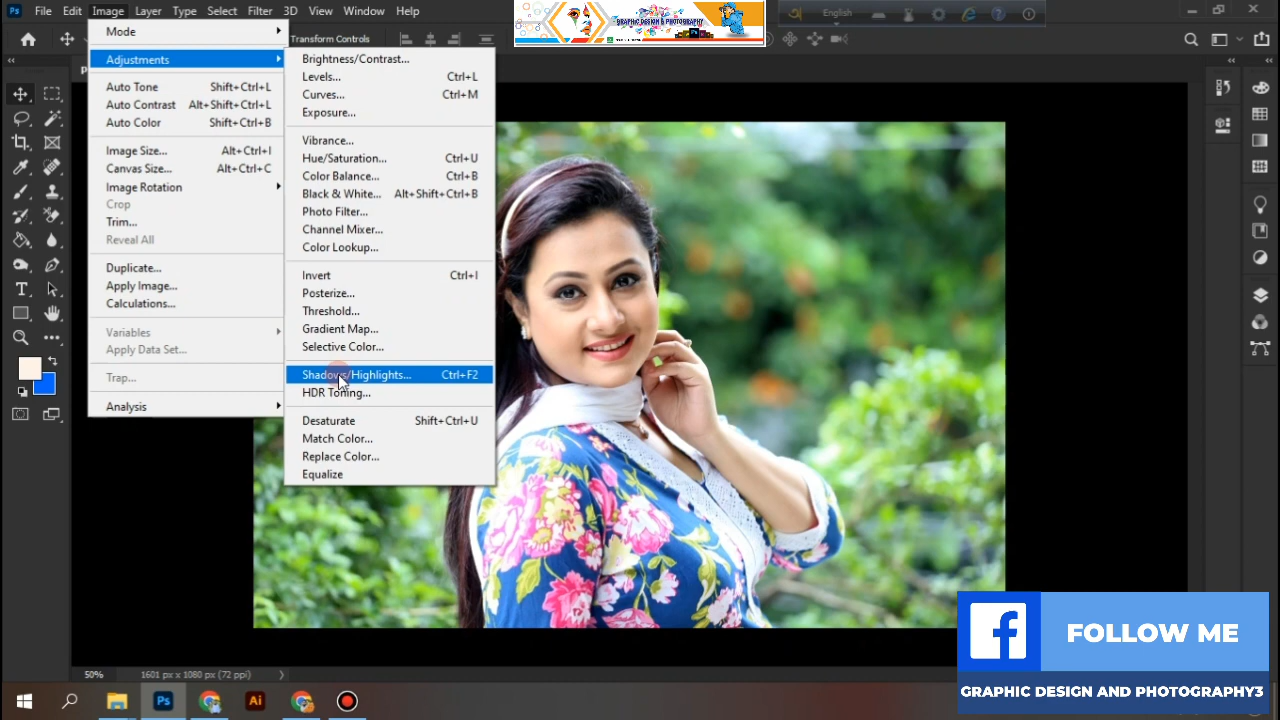 Ps File Edit Image Layer Type Select Filter 3D View Window Help
GRAPHIC DESIGN & PHOTOGRAPHY
English
Mode
Transform Controls
Adjustments
Auto Tone Shift+Ctrl+L
Auto Contrast Alt+Shift+Ctrl+L
Auto Color Shift+Ctrl+B
Image Size... Alt+Ctrl+I
Canvas Size... Alt+Ctrl+C
Image Rotation
Crop
Trim...
Reveal All
Duplicate...
Apply Image...
Calculations...
Variables
Apply Data Set...
Trap...
Analysis
Brightness/Contrast...
Levels... Ctrl+L
Curves... Ctrl+M
Exposure...
Vibrance...
Hue/Saturation... Ctrl+U
Color Balance... Ctrl+B
Black & White... Alt+Shift+Ctrl+B
Photo Filter...
Channel Mixer...
Color Lookup...
Invert Ctrl+I
Posterize...
Threshold...
Gradient Map...
Selective Color...
Shadows/Highlights... Ctrl+F2
HDR Toning...
Desaturate Shift+Ctrl+U
Match Color...
Replace Color...
Equalize
FOLLOW ME
GRAPHIC DESIGN AND PHOTOGRAPHY3
50% 1601 px x 1080 px (72 ppi)
Ps Ai